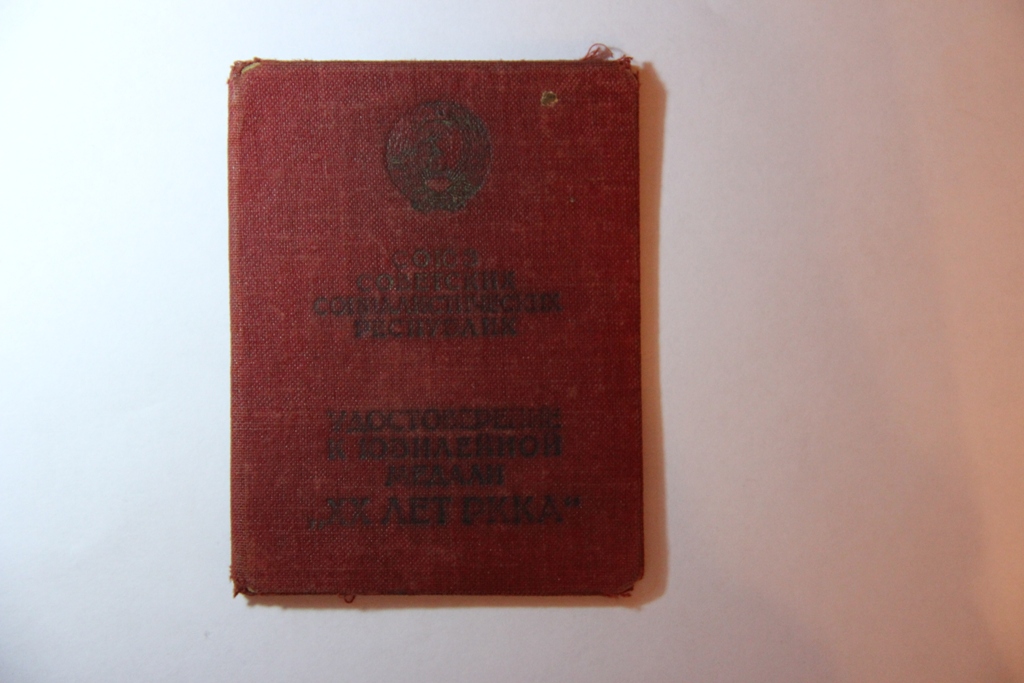 СОЮЗ
СОВЕТСКИХ
СОЦИАЛИСТИЧЕСКИХ
РЕСПУБЛИК
УДОСТОВЕРЕНИЕ
К ЮБИЛЕЙНОЙ
МЕДАЛИ
„XX ЛЕТ РККА“